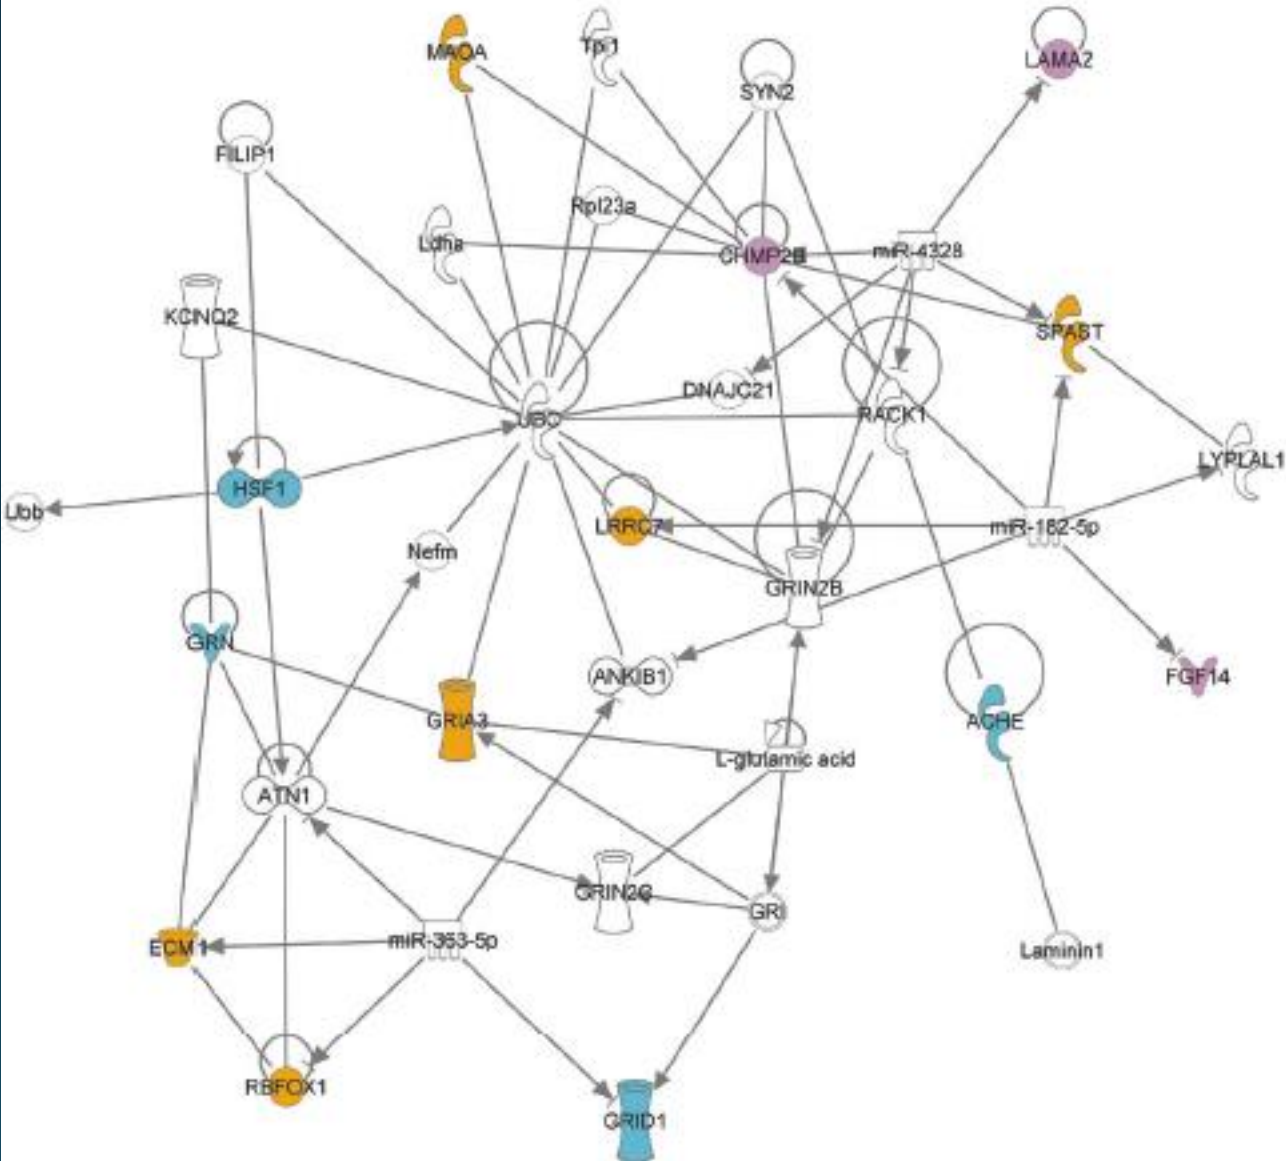 MAOA
Tpi1
SYN2
LAMA2
FILIP1
Rpl23a
Ldha
CHMP2B
miR-4328
KCNQ2
SPAST
DNAJC21
UBC
RACK1
LYPLAL1
HSF1
Ubb
LRRC7
miR-182-5p
Nefm
GRIN2B
GRN
ANKIB1
FGF14
GRIA3
ACHE
L-glutamic acid
ATN1
GRIN2C
GRI
ECM1
miR-363-5p
Laminin1
RBFOX1
GRID1